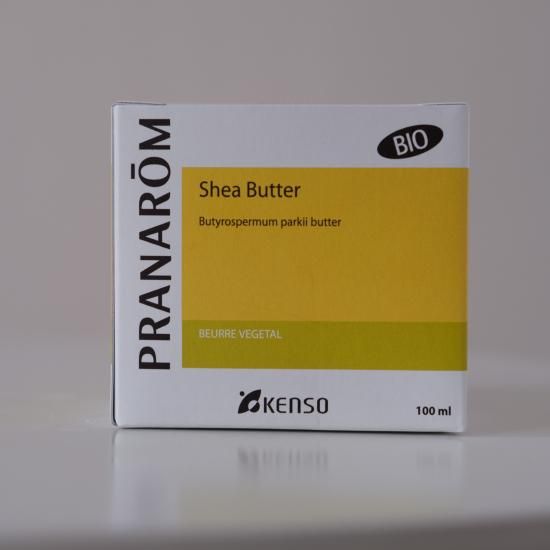 PRANARŌM
BIO
Shea Butter
Butyrospermum parkii butter
BEURRE VEGETAL
KENSO
100 ml